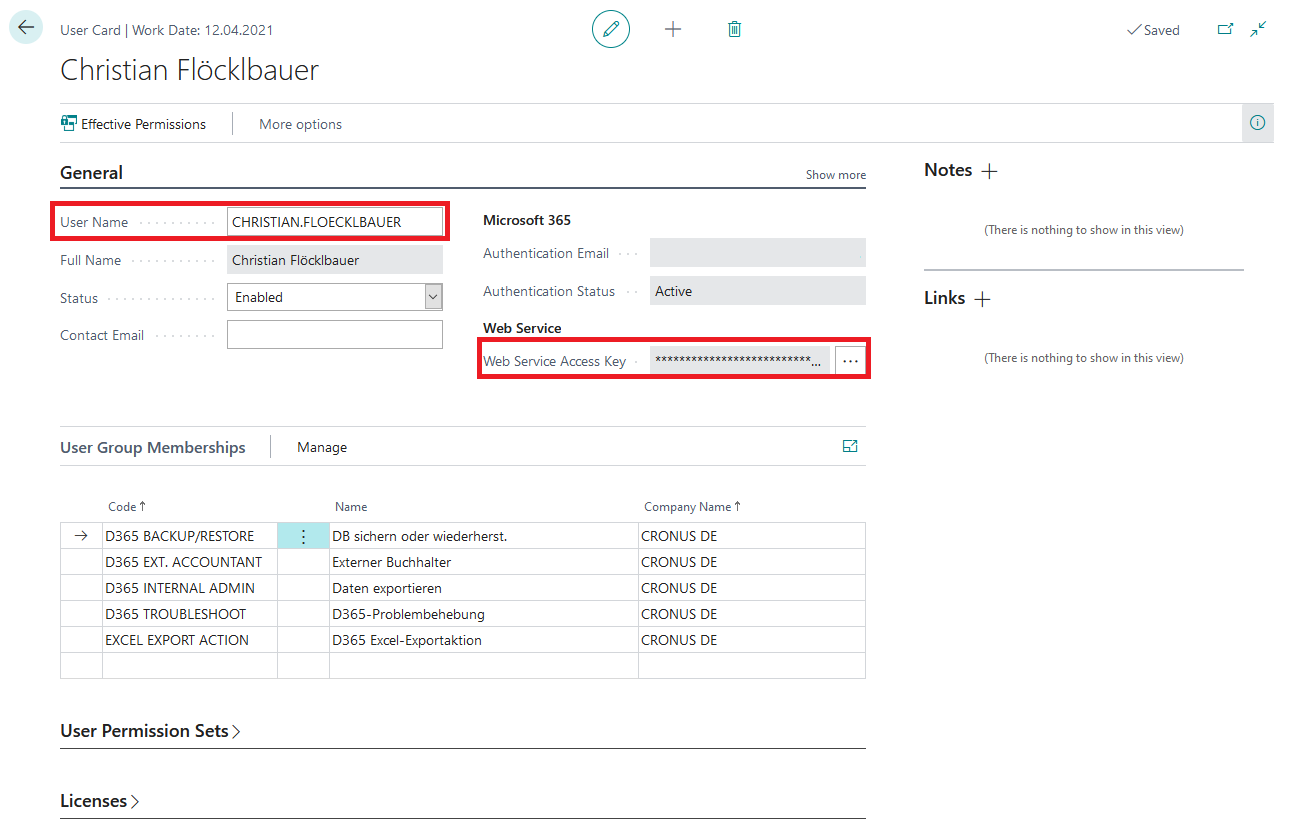 User Card | Work Date: 12.04.2021
Saved
Christian Flöcklbauer
Effective Permissions
More options
General
Show more
User Name
CHRISTIAN.FLOECKLBAUER
Full Name
Christian Flöcklbauer
Status
Enabled
Contact Email
Microsoft 365
Authentication Email
Authentication Status
Active
Web Service
Web Service Access Key
**************************...
Notes
(There is nothing to show in this view)
Links
(There is nothing to show in this view)
User Group Memberships
Manage
Code↑ Name Company Name↑
D365 BACKUP/RESTORE DB sichern oder wiederherst. CRONUS DE
D365 EXT. ACCOUNTANT Externer Buchhalter CRONUS DE
D365 INTERNAL ADMIN Daten exportieren CRONUS DE
D365 TROUBLESHOOT D365-Problembehebung CRONUS DE
EXCEL EXPORT ACTION D365 Excel-Exportaktion CRONUS DE
User Permission Sets
Licenses